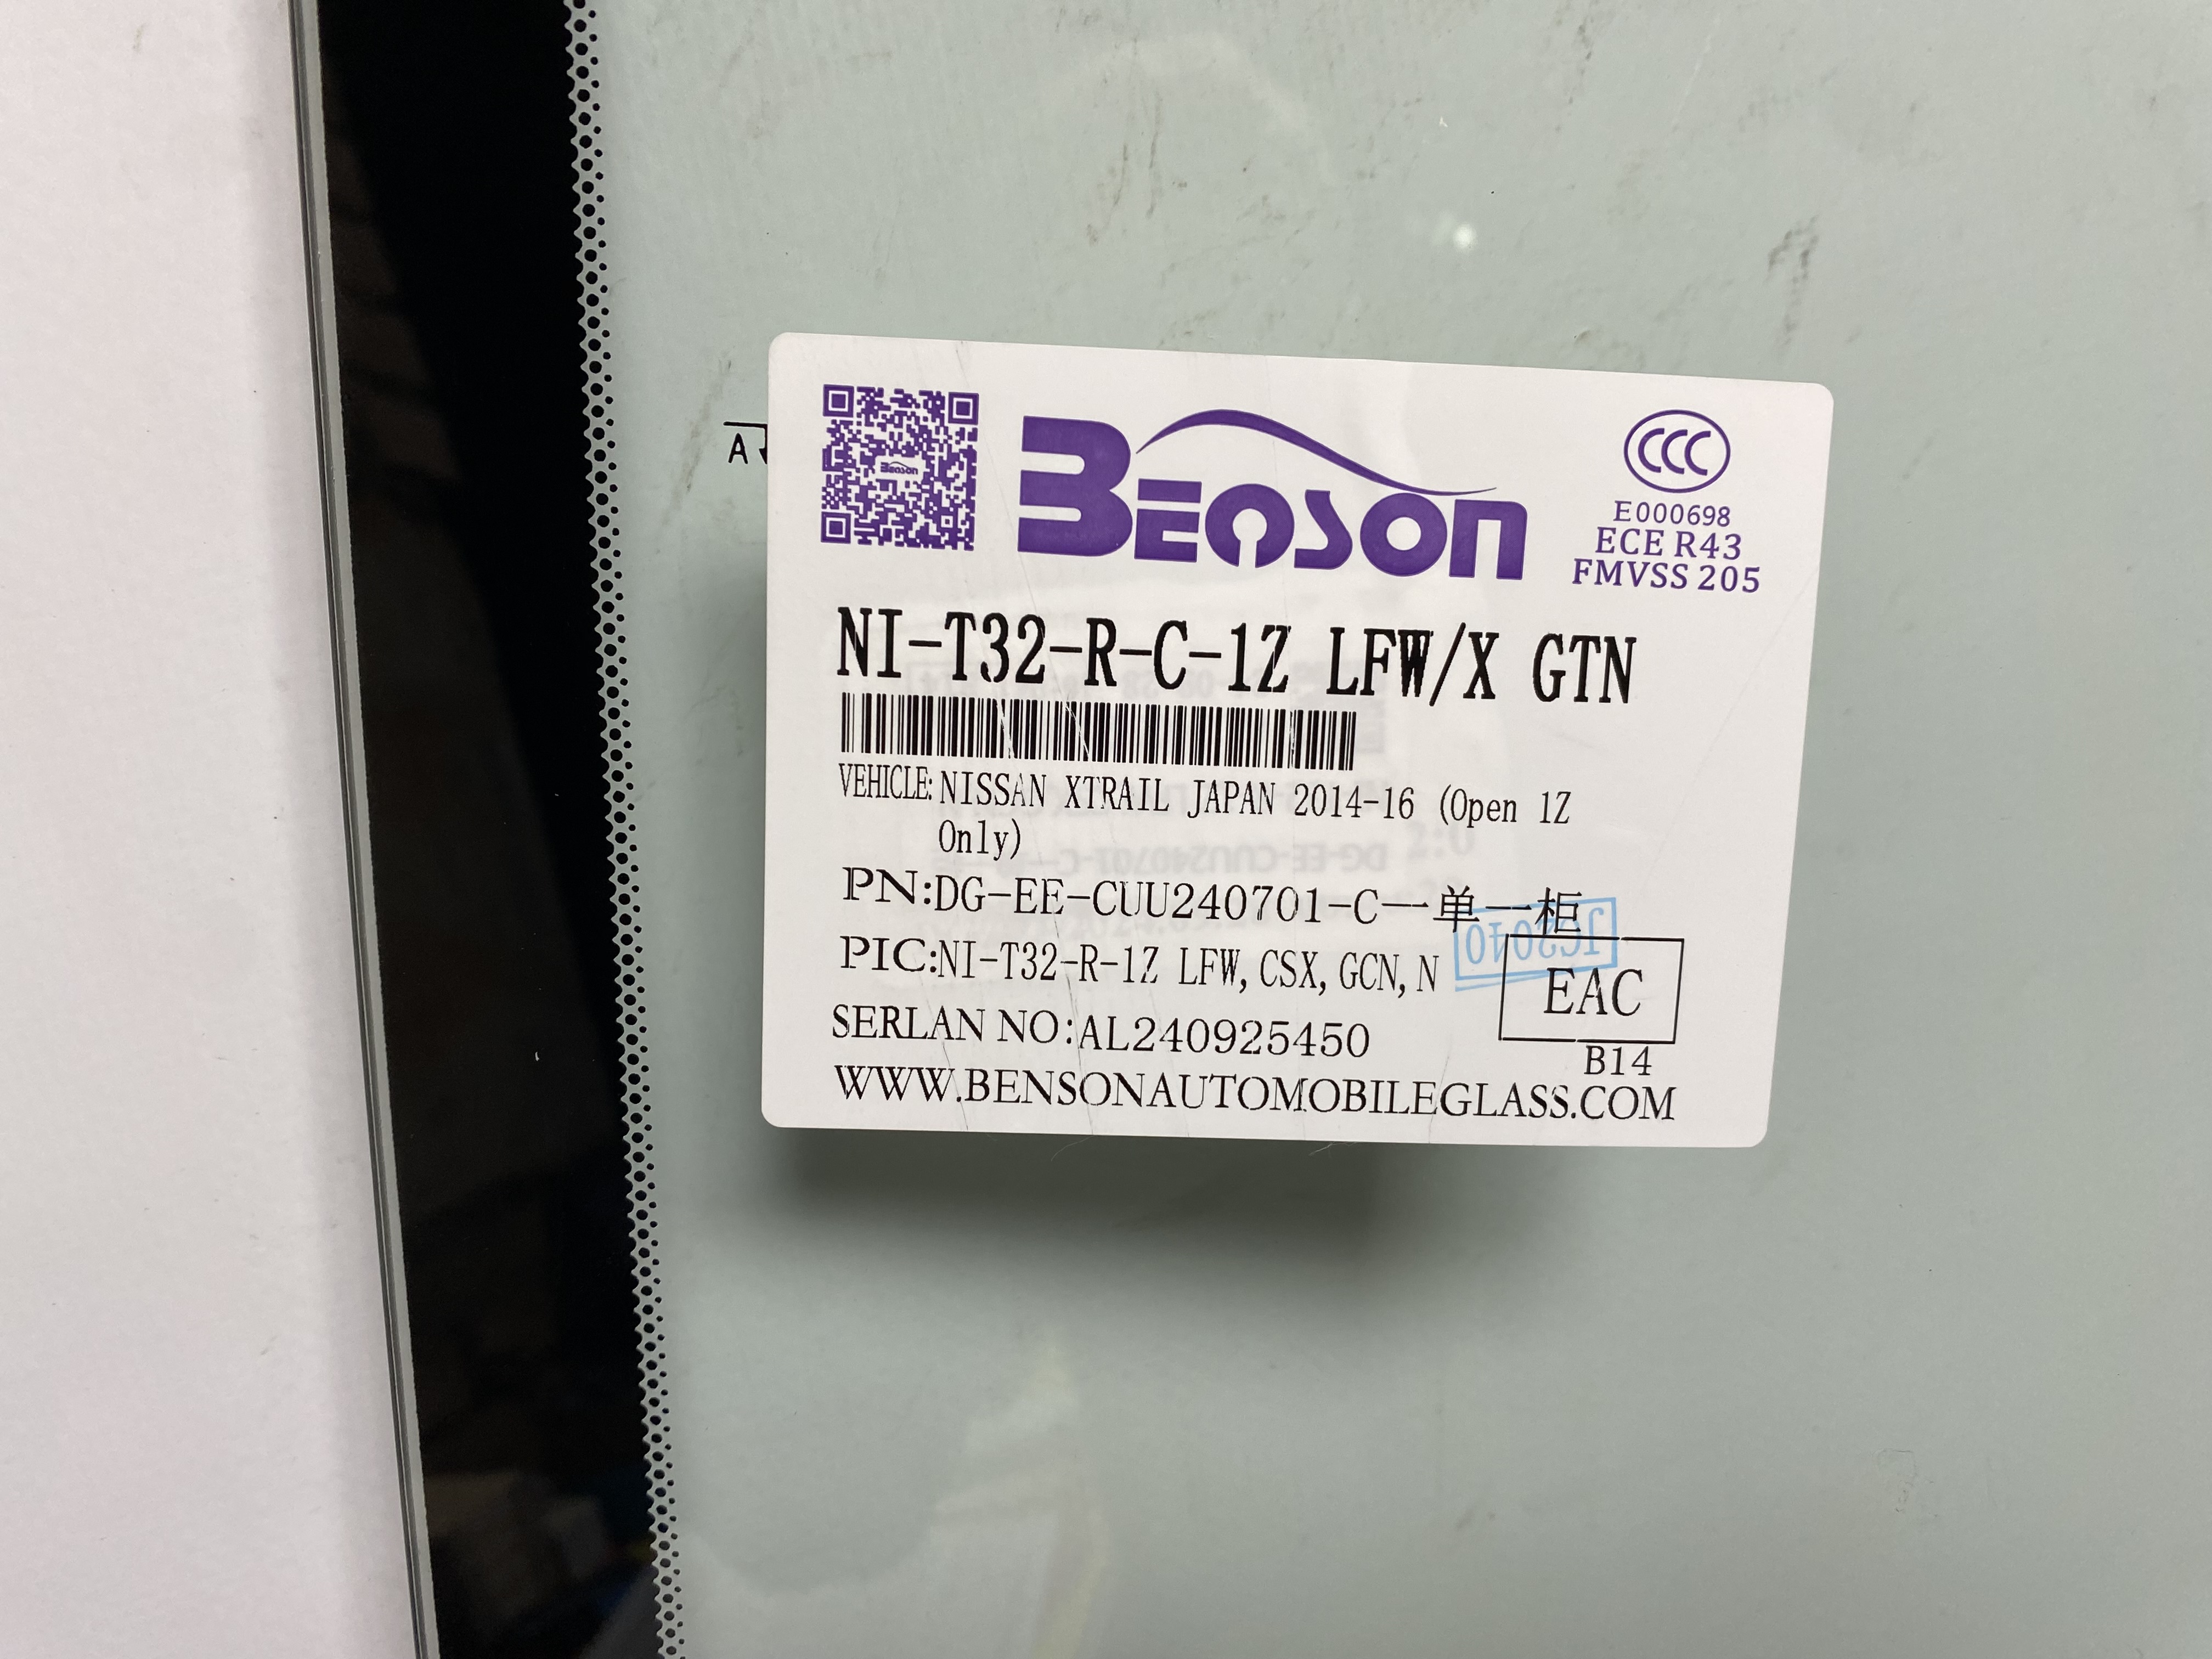 A
Benson
BENSON
CCC
E000698
ECE R43
FMVSS 205
NI-T32-R-C-1Z LFW/X GTN
VEHICLE:NISSAN XTRAIL JAPAN 2014-16 (Open 1Z
Only)
PN:DG-EE-CUU240701-C一单一柜
PIC:NI-T32-R-1Z LFW, CSX, GCN, N
EAC
SERLAN NO:AL240925450
B14
WWW.BENSONAUTOMOBILEGLASS.COM